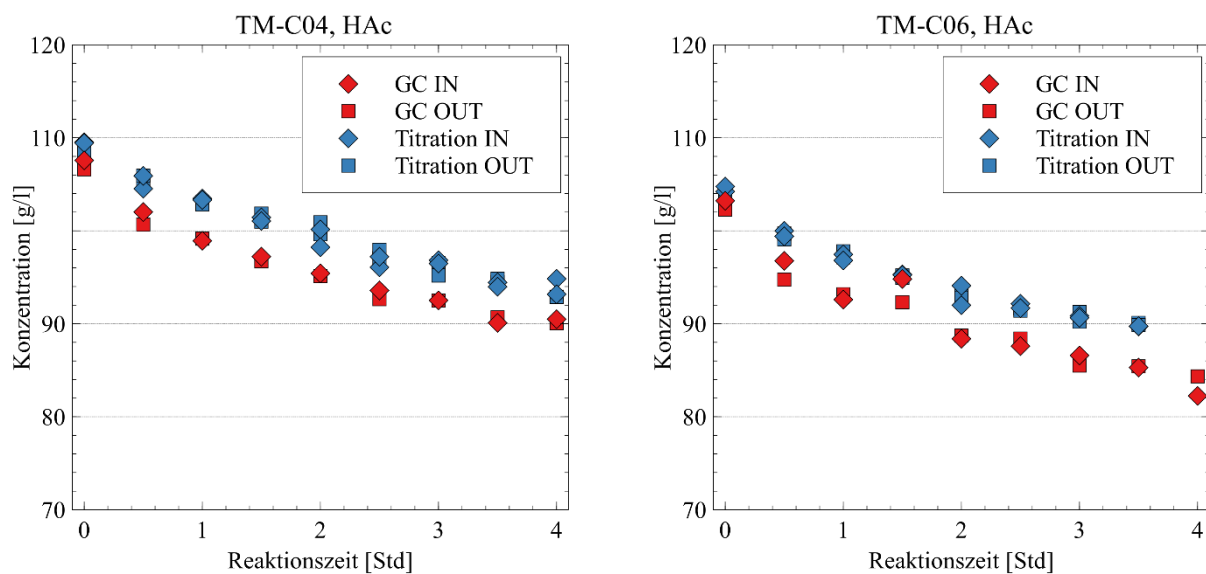 TM-C04, HAc
120
110
90
80
70
Konzentration [g/l]
GC IN
GC OUT
Titration IN
Titration OUT
0
1
2
3
4
Reaktionszeit [Std]
TM-C06, HAc
120
110
90
80
70
Konzentration [g/l]
GC IN
GC OUT
Titration IN
Titration OUT
0
1
2
3
4
Reaktionszeit [Std]